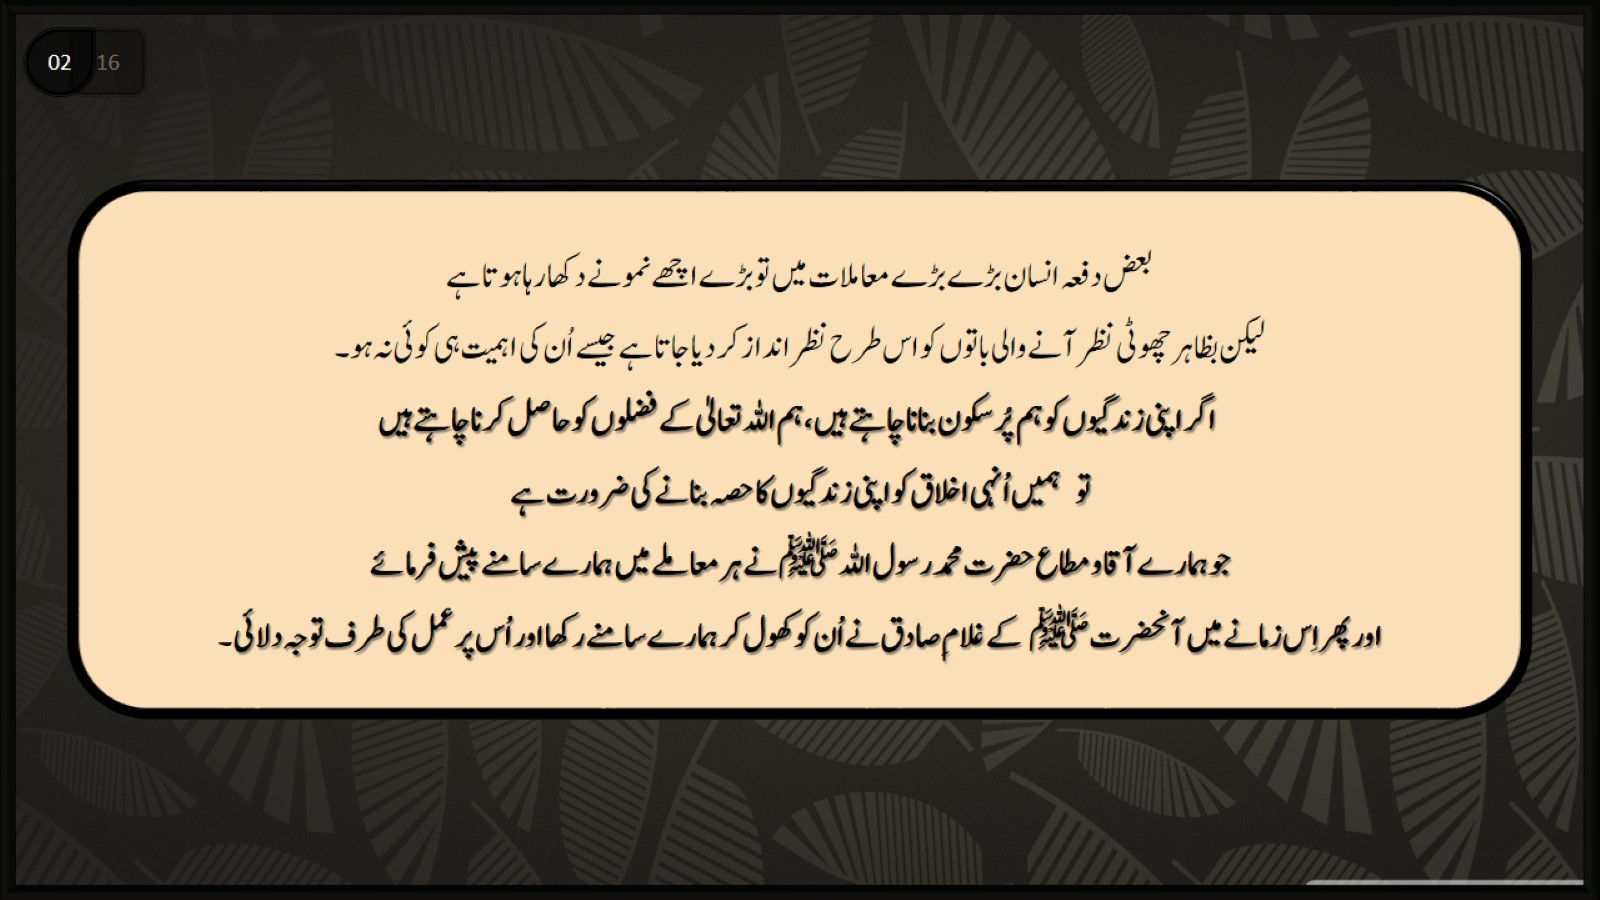 02 16
بعض دفعہ انسان بڑے بڑے معاملات میں تو بڑے اچھے نمونے دکھا رہا ہوتا ہے
لیکن بظاہر چھوٹی نظر آنے والی باتوں کو اس طرح نظر انداز کر دیا جاتا ہے جیسے اُن کی اہمیت ہی کوئی نہ ہو۔
اگر اپنی زندگیوں کو ہم پُر سکون بنانا چاہتے ہیں، ہم اللہ تعالیٰ کے فضلوں کو حاصل کرنا چاہتے ہیں
تو ہمیں اُنہی اخلاق کو اپنی زندگیوں کا حصہ بنانے کی ضرورت ہے
جو ہمارے آقا و مطاع حضرت محمد رسول اللہ ﷺ نے ہر معاملے میں ہمارے سامنے پیش فرمائے
اور پھر اِس زمانے میں آنحضرت ﷺ کے غلامِ صادق نے اُن کو کھول کر ہمارے سامنے رکھا اور اُس پر عمل کی طرف توجہ دلائی۔